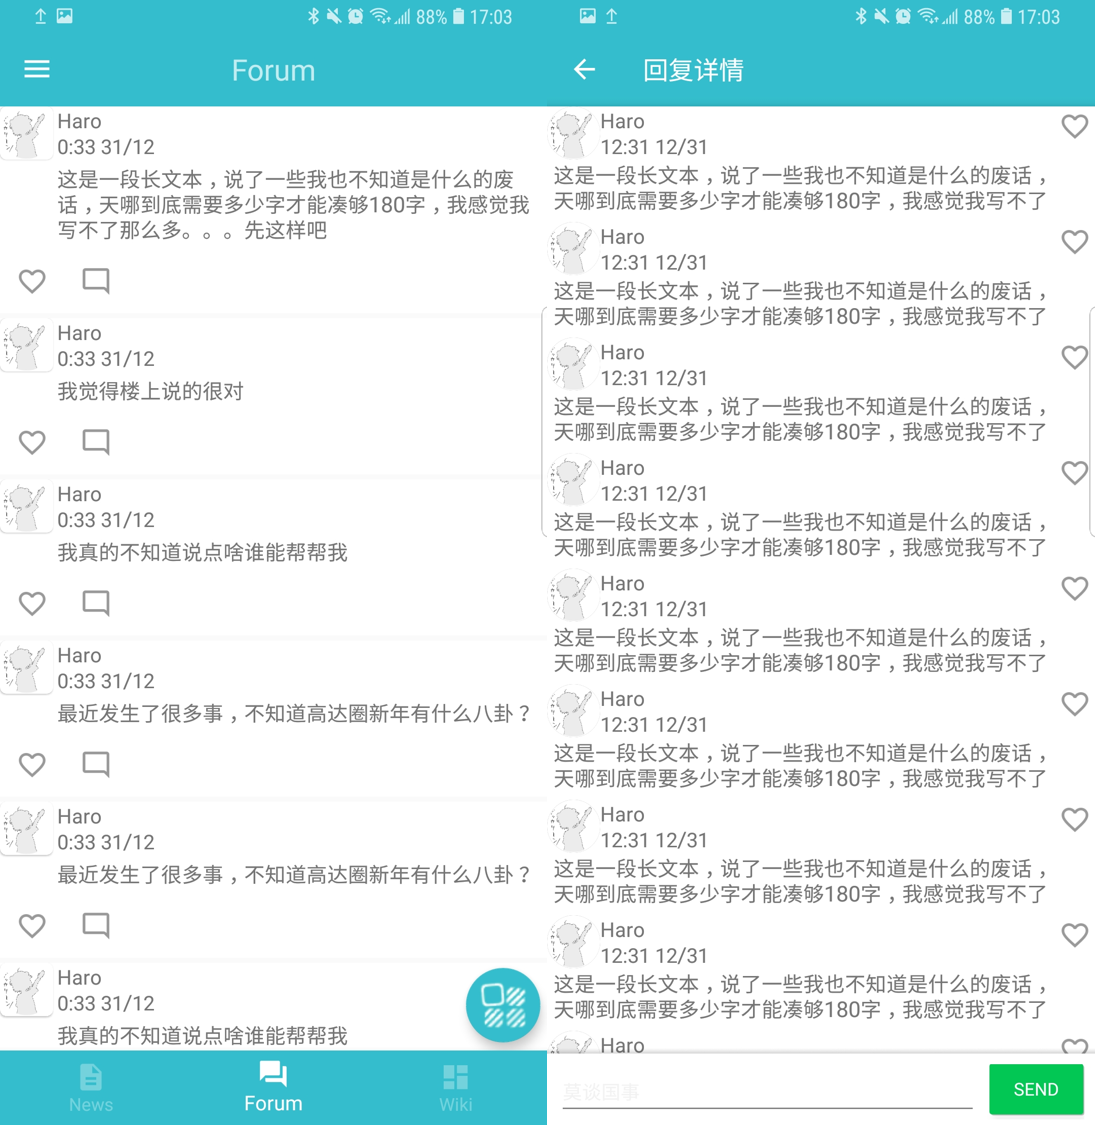 88% 17:03
Forum
Haro
0:33 31/12
这是一段长文本，说了一些我也不知道是什么的废
话，天哪到底需要多少字才能凑够180字，我感觉我
写不了那么多。。。先这样吧
Haro
0:33 31/12
我觉得楼上说的很对
Haro
0:33 31/12
我真的不知道说点啥谁能帮帮我
Haro
0:33 31/12
最近发生了很多事，不知道高达圈新年有什么八卦？
Haro
0:33 31/12
最近发生了很多事，不知道高达圈新年有什么八卦？
Haro
0:33 31/12
我真的不知道说点啥谁能帮帮我
News
Forum
Wiki
88% 17:03
回复详情
Haro
12:31 12/31
这是一段长文本，说了一些我也不知道是什么的废话，
天哪到底需要多少字才能凑够180字，我感觉我写不了
Haro
12:31 12/31
这是一段长文本，说了一些我也不知道是什么的废话，
天哪到底需要多少字才能凑够180字，我感觉我写不了
Haro
12:31 12/31
这是一段长文本，说了一些我也不知道是什么的废话，
天哪到底需要多少字才能凑够180字，我感觉我写不了
Haro
12:31 12/31
这是一段长文本，说了一些我也不知道是什么的废话，
天哪到底需要多少字才能凑够180字，我感觉我写不了
Haro
12:31 12/31
这是一段长文本，说了一些我也不知道是什么的废话，
天哪到底需要多少字才能凑够180字，我感觉我写不了
Haro
12:31 12/31
这是一段长文本，说了一些我也不知道是什么的废话，
天哪到底需要多少字才能凑够180字，我感觉我写不了
Haro
12:31 12/31
这是一段长文本，说了一些我也不知道是什么的废话，
天哪到底需要多少字才能凑够180字，我感觉我写不了
Haro
12:31 12/31
这是一段长文本，说了一些我也不知道是什么的废话，
天哪到底需要多少字才能凑够180字，我感觉我写不了
Haro
莫谈国事
SEND